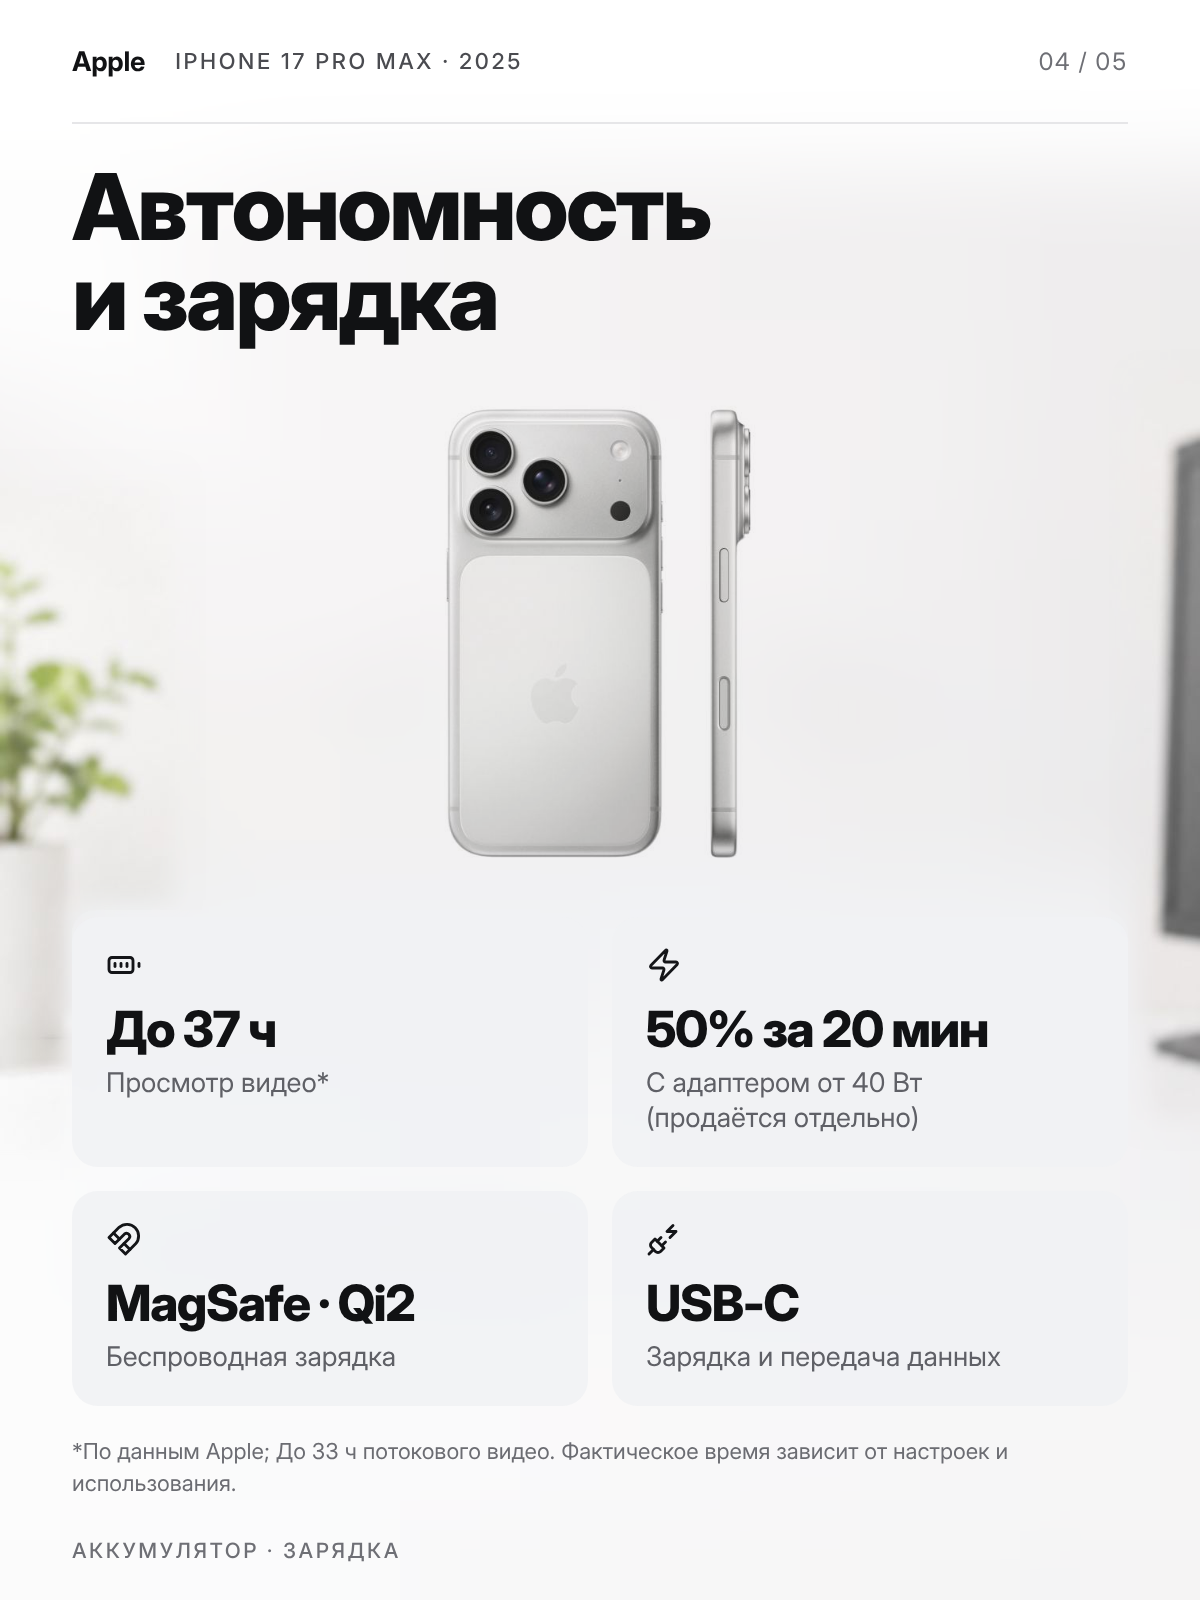 Apple IPHONE 17 PRO MAX · 2025 04 / 05
Автономность
и зарядка
До 37 ч
Просмотр видео*
50% за 20 мин
С адаптером от 40 Вт
(продаётся отдельно)
MagSafe · Qi2
Беспроводная зарядка
USB-C
Зарядка и передача данных
*По данным Apple; До 33 ч потокового видео. Фактическое время зависит от настроек и
использования.
АККУМУЛЯТОР · ЗАРЯДКА